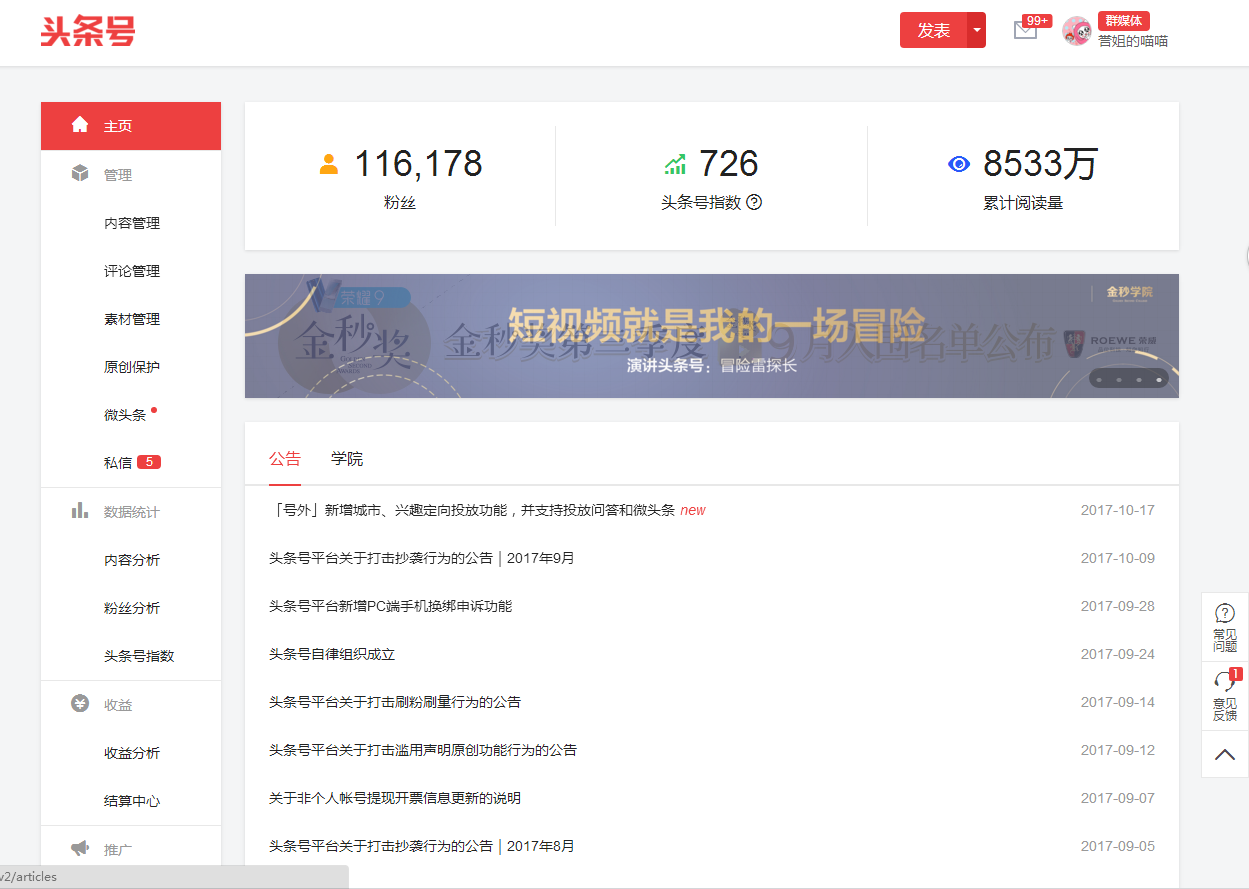 头条号
发表
99+
群媒体
訾姐的喵喵
主页
管理
内容管理
评论管理
素材管理
原创保护
微头条
私信 5
数据统计
内容分析
粉丝分析
头条号指数
收益
收益分析
结算中心
推广
116,178
粉丝
726
头条号指数
8533万
累计阅读量
荣耀9
金秒学院
短视频就是我的一场冒险
金秒奖
金秒奖第三季度
9月入围名单公布
ROEWE 荣威
演讲头条号：冒险雷探长
公告 学院
「号外」新增城市、兴趣定向投放功能，并支持投放问答和微头条 new 2017-10-17
头条号平台关于打击抄袭行为的公告 | 2017年9月 2017-10-09
头条号平台新增PC端手机换绑申诉功能 2017-09-28
头条号自律组织成立 2017-09-24
头条号平台关于打击刷粉刷量行为的公告 2017-09-14
头条号平台关于打击滥用声明原创功能行为的公告 2017-09-12
关于非个人帐号提现开票信息更新的说明 2017-09-07
头条号平台关于打击抄袭行为的公告 | 2017年8月 2017-09-05
常见
问题
1
意见
反馈
v2/articles